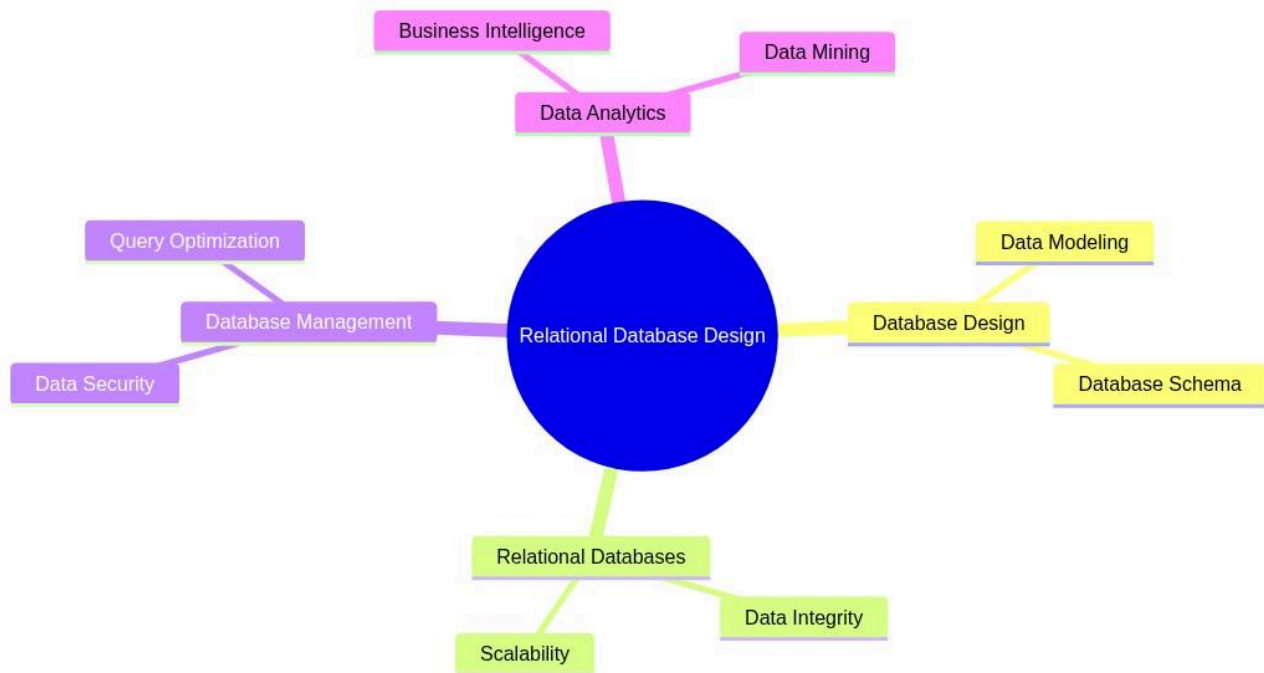 Business Intelligence
Data Mining
Data Analytics
Query Optimization
Data Modeling
Database Management
Relational Database Design
Database Design
Data Security
Database Schema
Relational Databases
Data Integrity
Scalability